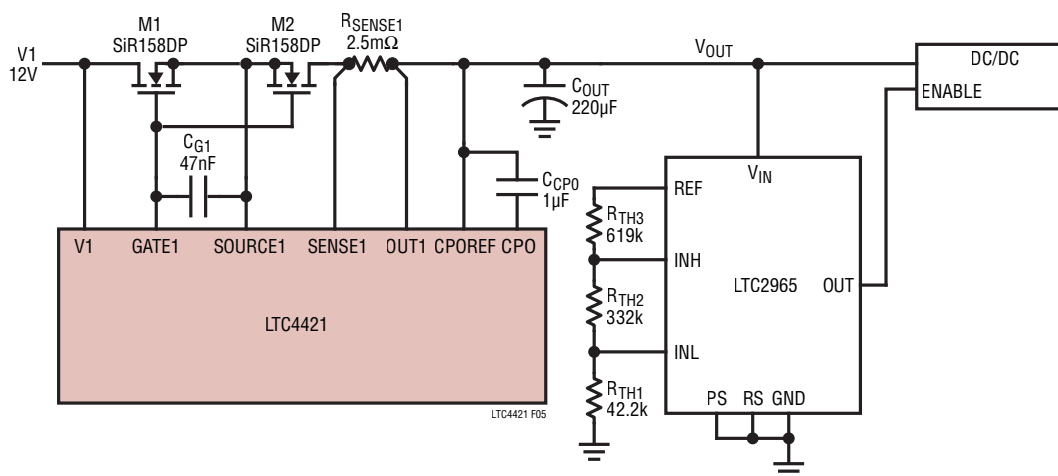 V1
12V
M1
SiR158DP
M2
SiR158DP
RSENSE1
2.5mΩ
VOUT
COUT
220µF
DC/DC
ENABLE
CG1
47nF
CCPO
1µF
V1 GATE1 SOURCE1 SENSE1 OUT1 CPOREF CPO
LTC4421
LTC4421 F05
VIN
REF
RTH3
619k
INH
LTC2965
OUT
RTH2
332k
INL
RTH1
42.2k
PS RS GND